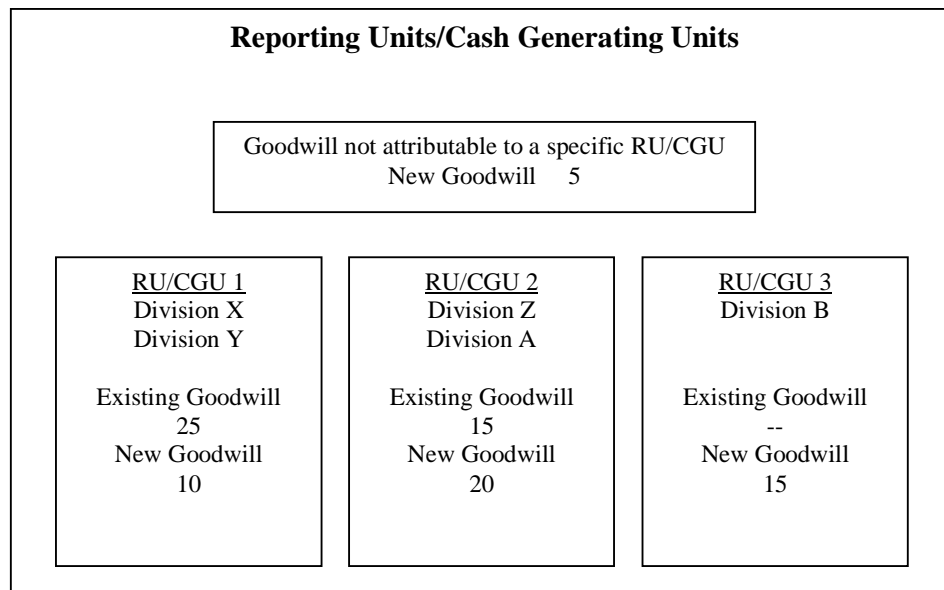 Reporting Units/Cash Generating Units
Goodwill not attributable to a specific RU/CGU
New Goodwill 5
RU/CGU 1
Division X
Division Y
Existing Goodwill
25
New Goodwill
10
RU/CGU 2
Division Z
Division A
Existing Goodwill
15
New Goodwill
20
RU/CGU 3
Division B
Existing Goodwill
--
New Goodwill
15